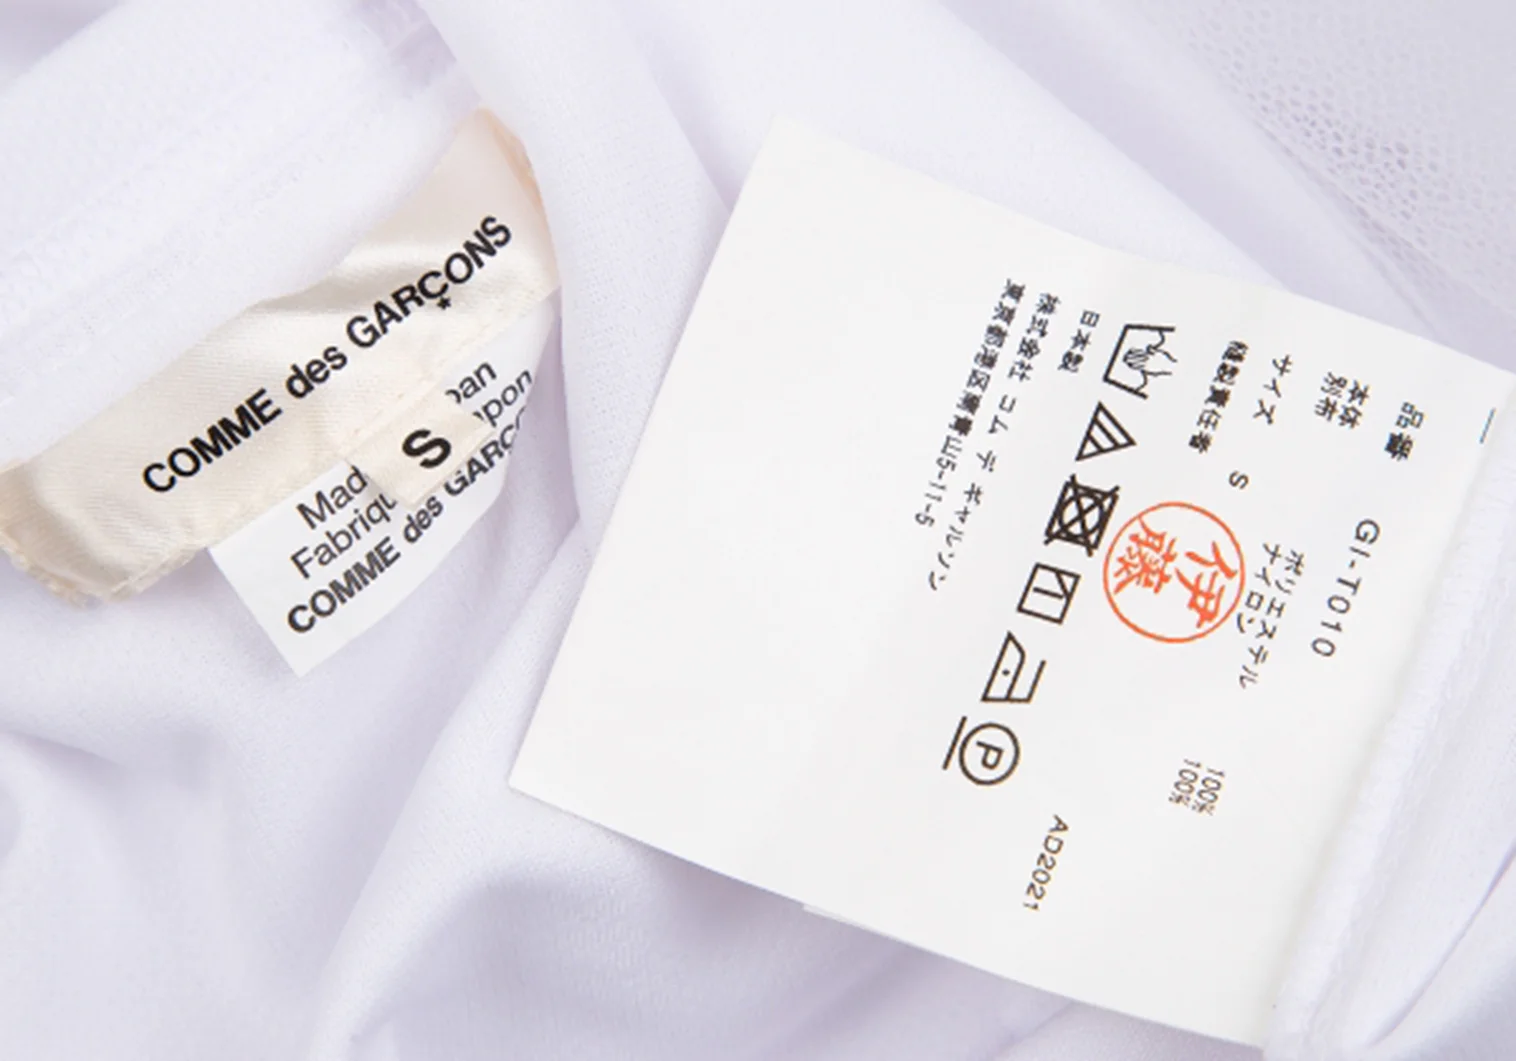 COMME des GARÇONS
S
Mad
Fabriqu
COMME des GARÇ
pan
apon
品番 GI-T010
本体 ポリエステル 100%
別布 ナイロン 100%
サイズ S
縫製責任者 伊藤
P
日本製 AD2021
株式会社 コム デ ギャルソン
東京都港区南青山5-11-5